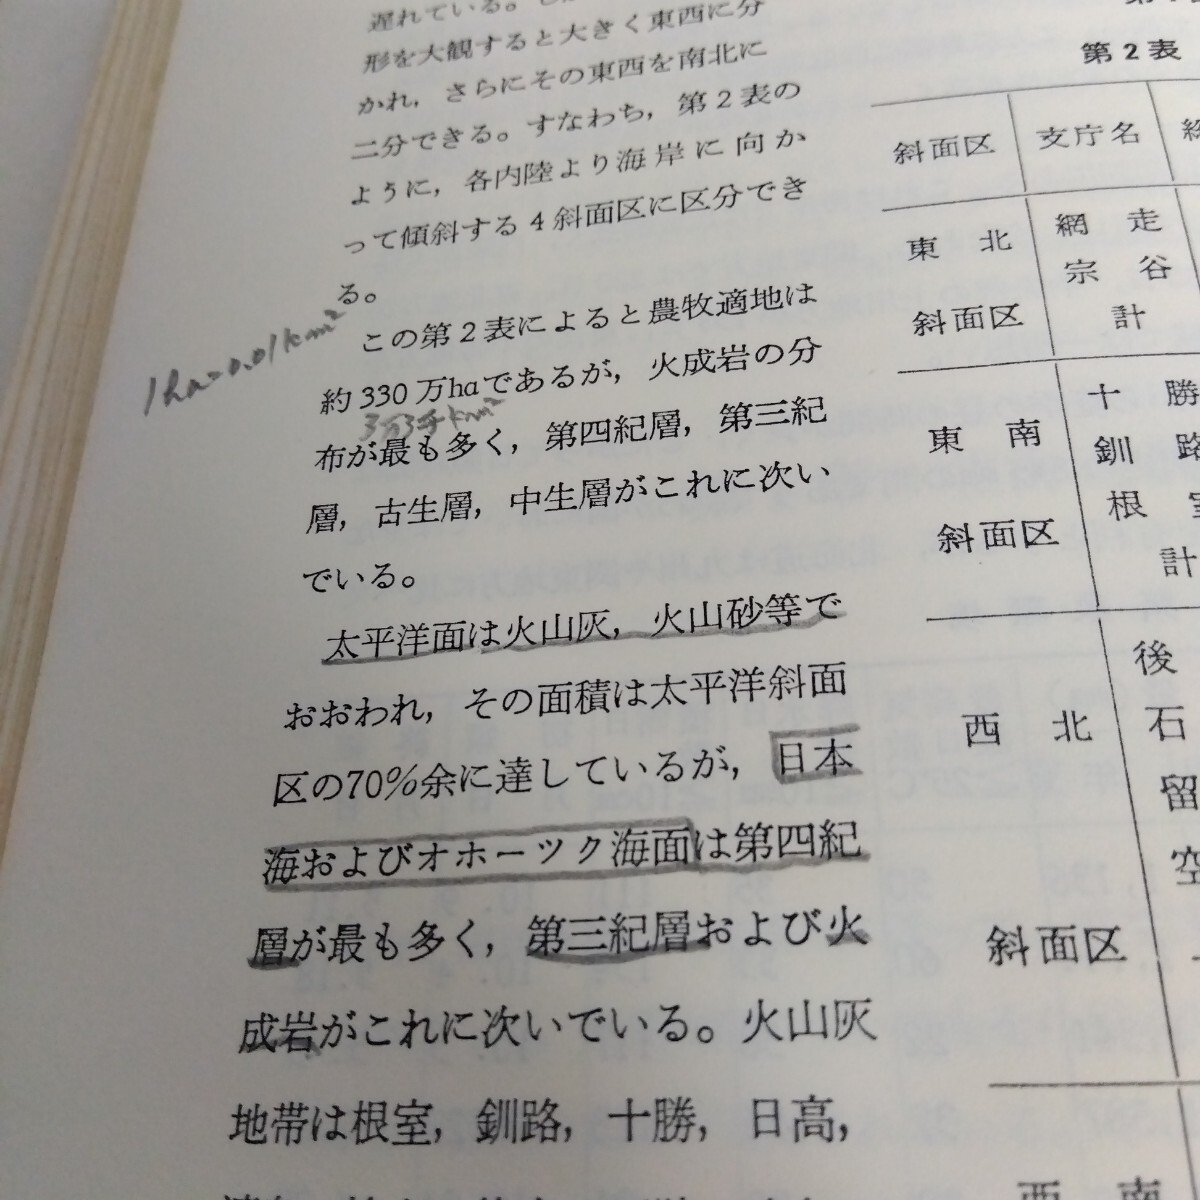 遅れている。
形を大観すると大きく東西に分
かれ，さらにその東西を南北に
二分できる。すなわち，第２表の
ように，各内陸より海岸に向か
って傾斜する４斜面区に区分でき
る。
1ha=0.01km²
この第２表によると農牧適地は
約330万haであるが，火成岩の分
3万3千km²
布が最も多く，第四紀層，第三紀
層，古生層，中生層がこれに次い
でいる。
太平洋面は火山灰，火山砂等で
おおわれ，その面積は太平洋斜面
区の70%余に達しているが，日本
海およびオホーツク海面は第四紀
層が最も多く，第三紀層および火
成岩がこれに次いでいる。火山灰
地帯は根室，釧路，十勝，日高，
第２表
斜面区 支庁名
東北 網走
宗谷
斜面区 計
十勝
東南 釧路
根室
斜面区 計
後
西北 石
留
空
斜面区
西南